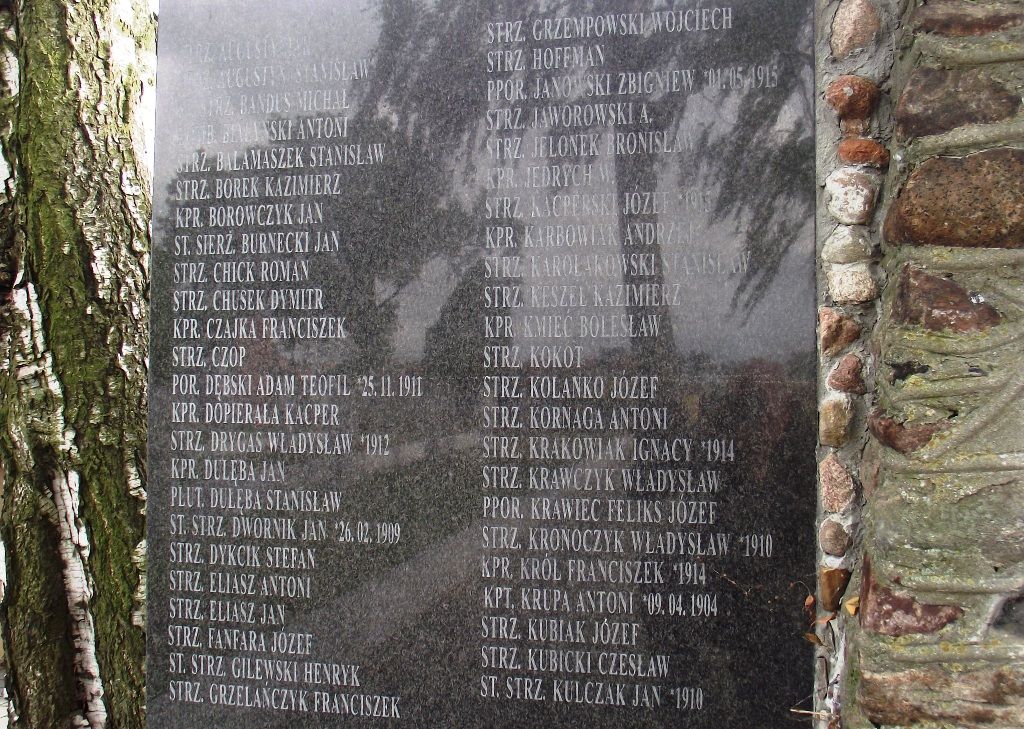 AUGUSTYN
AUGUSTYN STANISŁAW
STRZ. BANDUS MICHAŁ
BIELAŃSKI ANTONI
STRZ. BALAMASZEK STANISŁAW
STRZ. BOREK KAZIMIERZ
KPR. BOROWCZYK JAN
ST. SIERŻ. BURNECKI JAN
STRZ. CHICK ROMAN
STRZ. CHUSEK DYMITR
KPR. CZAJKA FRANCISZEK
STRZ. CZOP
POR. DĘBSKI ADAM TEOFIL *25.11.1911
KPR. DOPIERAŁA KACPER
STRZ. DRYGAS WŁADYSŁAW *1912
KPR. DULĘBA JAN
PLUT. DULĘBA STANISŁAW
ST. STRZ. DWORNIK JAN *26.02.1909
STRZ. DYKCIK STEFAN
STRZ. ELIASZ ANTONI
STRZ. ELIASZ JAN
STRZ. FANFARA JÓZEF
ST. STRZ. GILEWSKI HENRYK
STRZ. GRZELAŃCZYK FRANCISZEK
STRZ. GRZEMPOWSKI WOJCIECH
STRZ. HOFFMAN
PPOR. JANOWSKI ZBIGNIEW *01.05.1915
STRZ. JAWOROWSKI A.
STRZ. JELONEK BRONISŁAW
KPR. JEDRYCH W.
STRZ. KACPERSKI JÓZEF
KPR. KARBOWIAK ANDRZEJ
STRZ. KAROLAKOWSKI STANISŁAW
STRZ. KESZEL KAZIMIERZ
KPR. KMIEĆ BOLESŁAW
STRZ. KOKOT
STRZ. KOLANKO JÓZEF
STRZ. KORNAGA ANTONI
STRZ. KRAKOWIAK IGNACY *1914
STRZ. KRAWCZYK WŁADYSŁAW
PPOR. KRAWIEC FELIKS JÓZEF
STRZ. KRONOCZYK WŁADYSŁAW *1910
KPR. KRÓL FRANCISZEK *1914
KPT. KRUPA ANTONI *09.04.1904
STRZ. KUBIAK JÓZEF
STRZ. KUBICKI CZESŁAW
ST. STRZ. KULCZAK JAN *1910